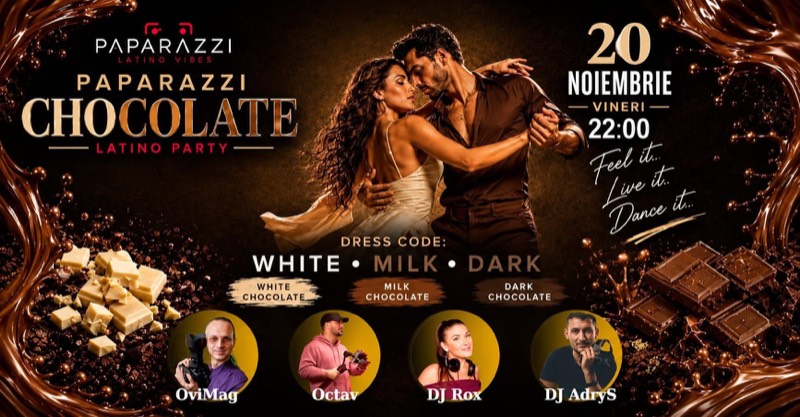 PAPARAZZI
LATINO VIBES
PAPARAZZI
CHOCOLATE
LATINO PARTY
20
NOIEMBRIE
VINERI
22:00
Feel it...
Live it..
Dance it...
DRESS CODE:
WHITE • MILK • DARK
WHITE
CHOCOLATE
MILK
CHOCOLATE
DARK
CHOCOLATE
OviMag
Octav
DJ Rox
DJ AdryS